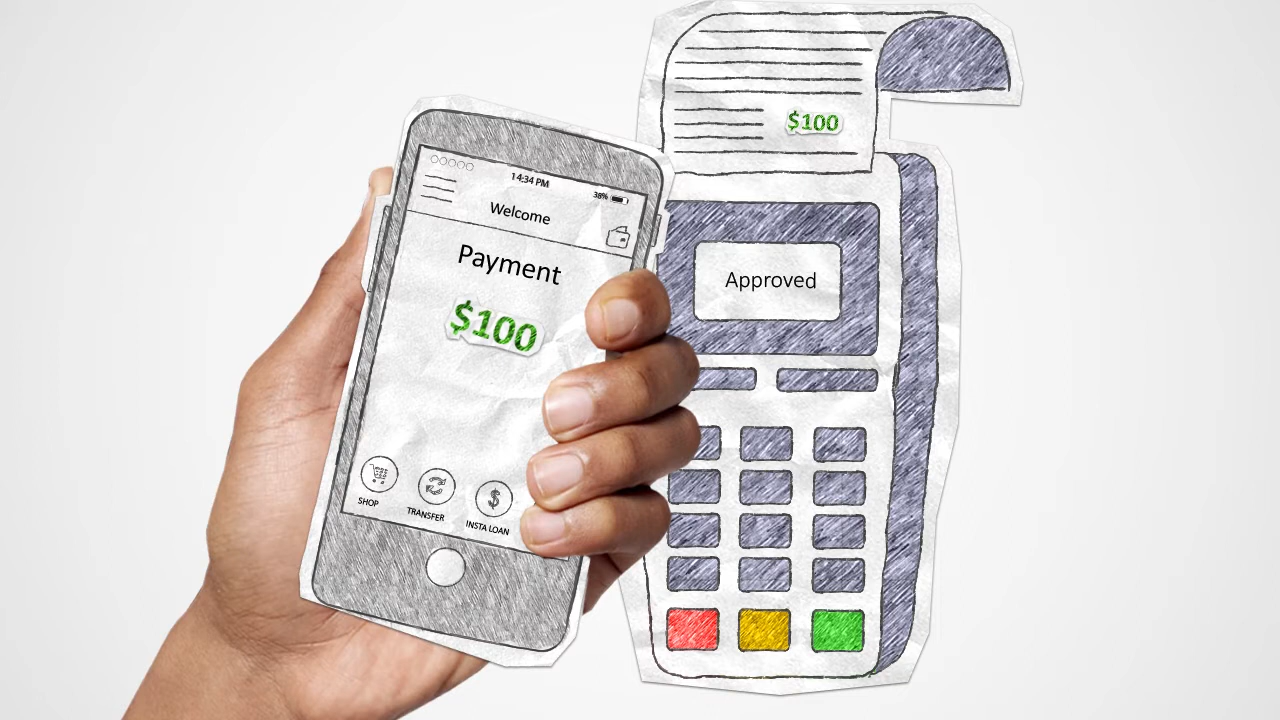 $100
14:34 PM
38%
Welcome
Payment
$100
Approved
SHOP
TRANSFER
INSTA LOAN